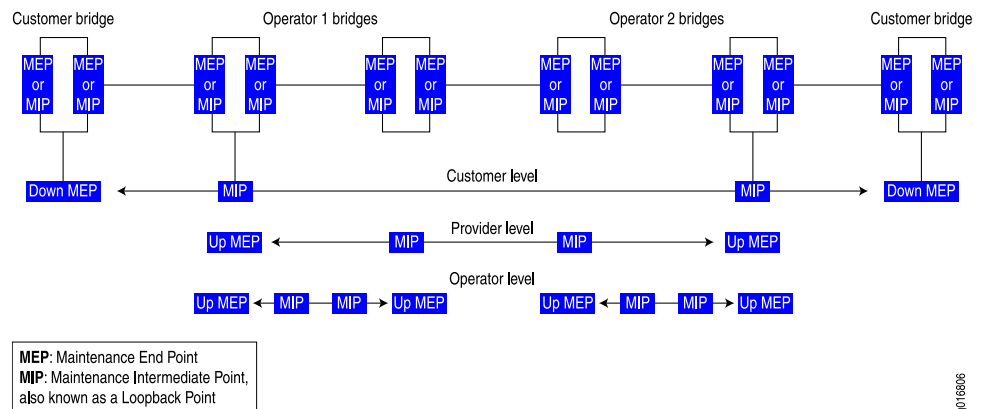 Customer bridge Operator 1 bridges Operator 2 bridges Customer bridge
MEP MEP MEP MEP MEP MEP MEP MEP MEP MEP MEP MEP
or or or or or or or or or or or or
MIP MIP MIP MIP MIP MIP MIP MIP MIP MIP MIP MIP
Customer level
Down MEP MIP MIP Down MEP
Provider level
Up MEP MIP MIP Up MEP
Operator level
Up MEP MIP MIP Up MEP Up MEP MIP MIP Up MEP
MEP: Maintenance End Point
MIP: Maintenance Intermediate Point,
also known as a Loopback Point
g016806